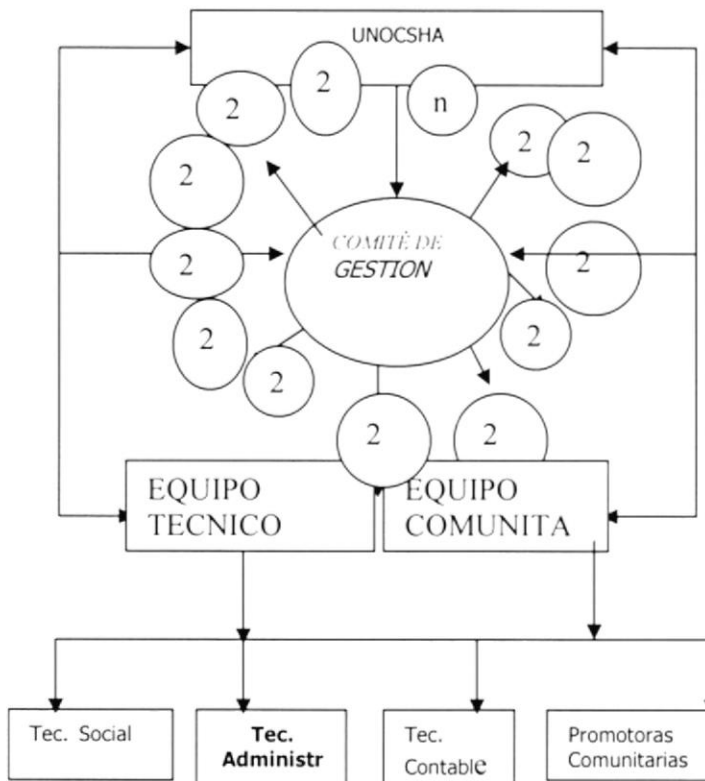 UNOCSHA
2
2
n
2
2
2
COMITÉ DE
GESTION
2
2
2
2
2
2
2
EQUIPO
TECNICO
EQUIPO
COMUNITA
Tec. Social
Tec.
Administr
Tec.
Contable
Promotoras
Comunitarias